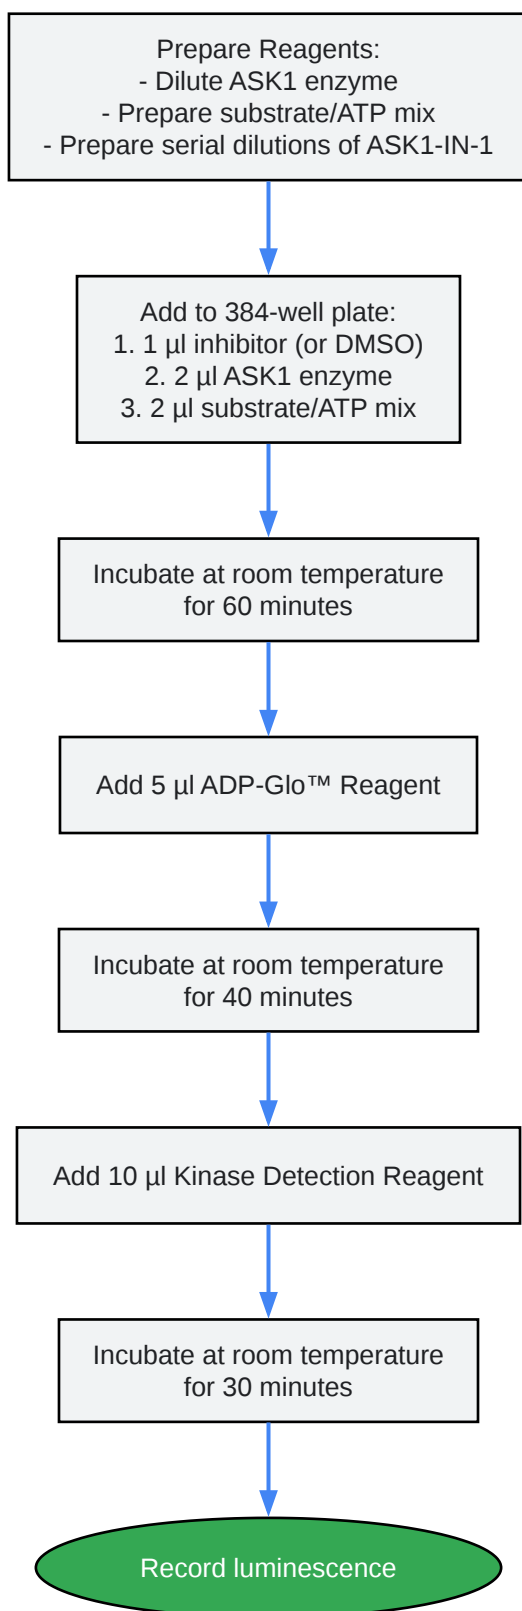 Prepare Reagents:
- Dilute ASK1 enzyme
- Prepare substrate/ATP mix
- Prepare serial dilutions of ASK1-IN-1
Add to 384-well plate:
1. 1 µl inhibitor (or DMSO)
2. 2 µl ASK1 enzyme
3. 2 µl substrate/ATP mix
Incubate at room temperature
for 60 minutes
Add 5 µl ADP-Glo™ Reagent
Incubate at room temperature
for 40 minutes
Add 10 µl Kinase Detection Reagent
Incubate at room temperature
for 30 minutes
Record luminescence